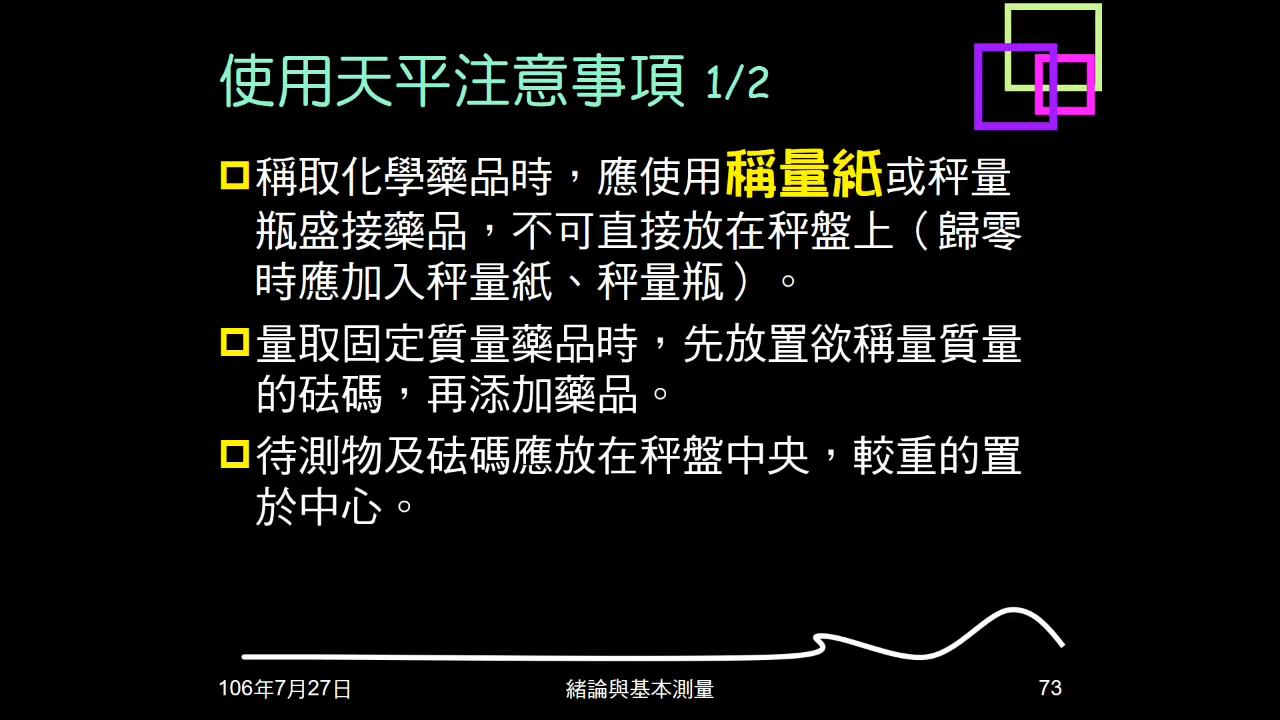 使用天平注意事項 1/2
稱取化學藥品時，應使用稱量紙或秤量
瓶盛接藥品，不可直接放在秤盤上（歸零
時應加入秤量紙、秤量瓶）。
量取固定質量藥品時，先放置欲稱量質量
的砝碼，再添加藥品。
待測物及砝碼應放在秤盤中央，較重的置
於中心。
106年7月27日
緒論與基本測量
73